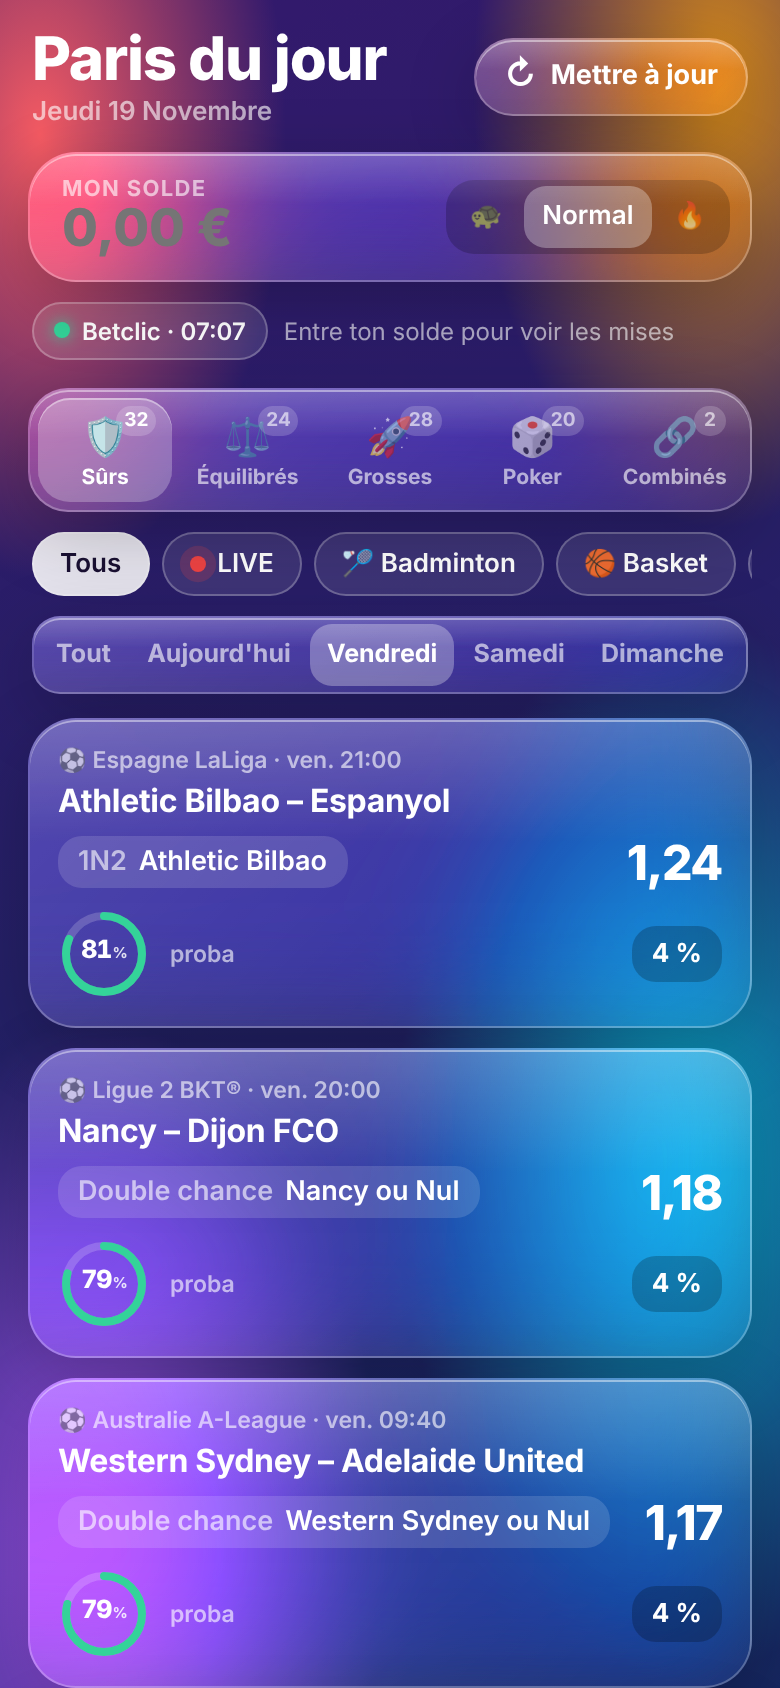 Paris du jour
Jeudi 19 Novembre
Mettre à jour
MON SOLDE
0,00 €
Normal
Betclic · 07:07
Entre ton solde pour voir les mises
32
Sûrs
24
Équilibrés
28
Grosses
20
Poker
2
Combinés
Tous
LIVE
Badminton
Basket
Tout
Aujourd'hui
Vendredi
Samedi
Dimanche
Espagne LaLiga · ven. 21:00
Athletic Bilbao – Espanyol
1N2 Athletic Bilbao
1,24
81%
proba
4 %
Ligue 2 BKT® · ven. 20:00
Nancy – Dijon FCO
Double chance Nancy ou Nul
1,18
79%
proba
4 %
Australie A-League · ven. 09:40
Western Sydney – Adelaide United
Double chance Western Sydney ou Nul
1,17
79%
proba
4 %